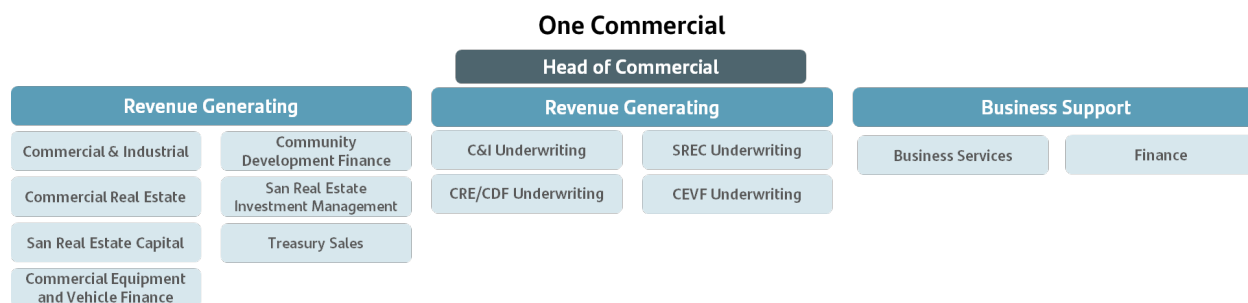 One Commercial
Head of Commercial
Revenue Generating
Commercial & Industrial
Community
Development Finance
Commercial Real Estate
San Real Estate
Investment Management
San Real Estate Capital
Treasury Sales
Commercial Equipment
and Vehicle Finance
Revenue Generating
C&I Underwriting
SREC Underwriting
CRE/CDF Underwriting
CEVF Underwriting
Business Support
Business Services
Finance